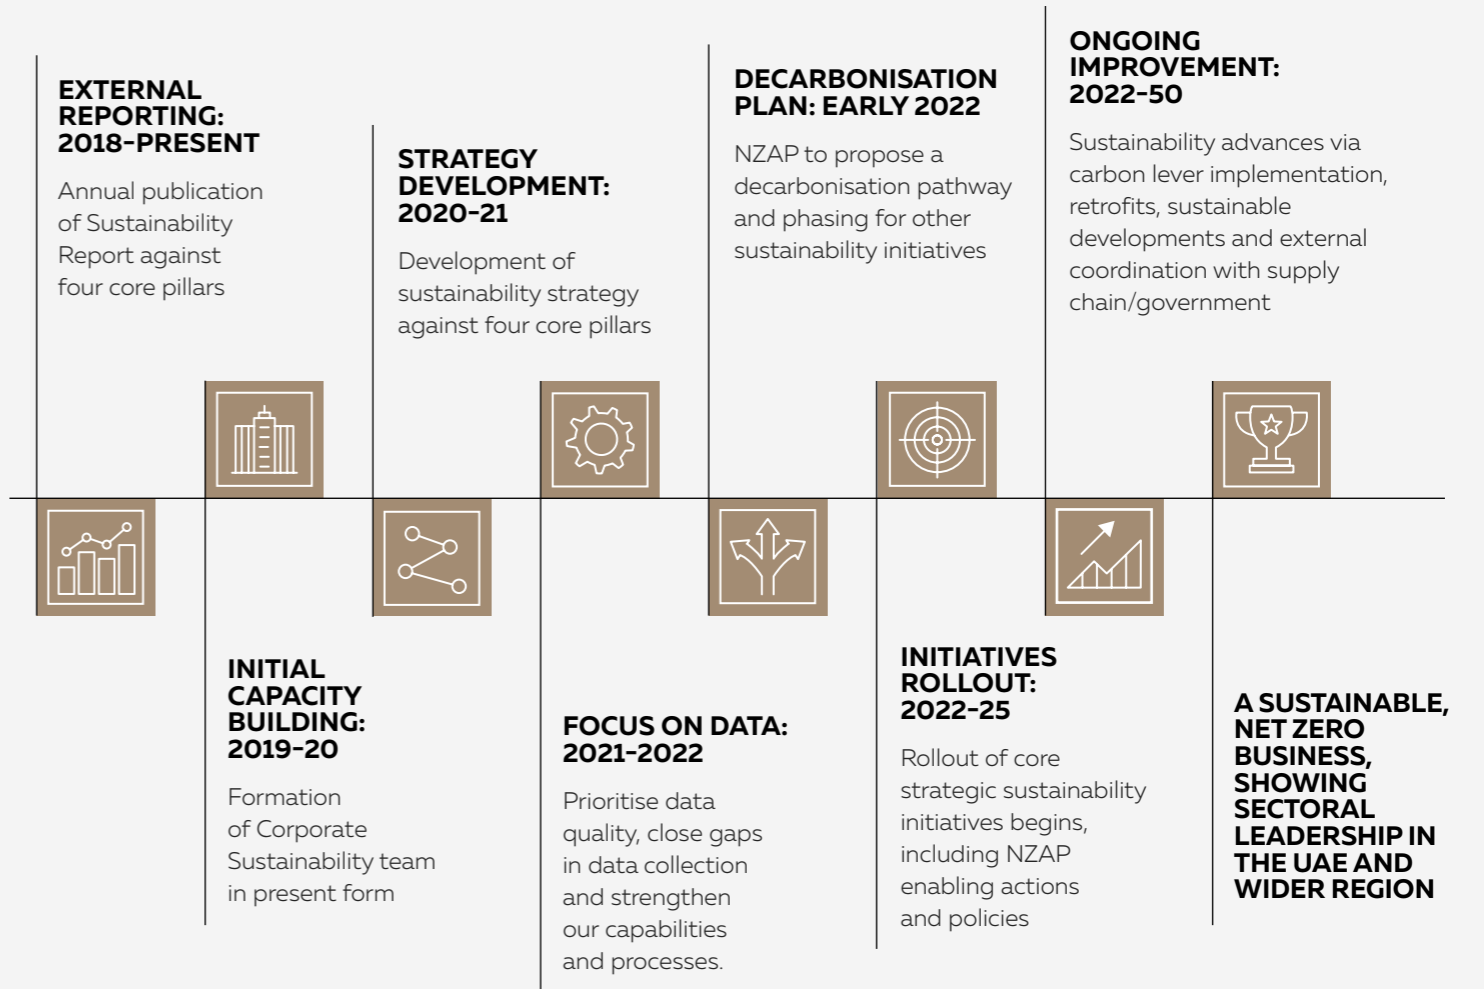 EXTERNAL
REPORTING:
2018–PRESENT
Annual publication
of Sustainability
Report against
four core pillars
INITIAL
CAPACITY
BUILDING:
2019–20
Formation
of Corporate
Sustainability team
in present form
STRATEGY
DEVELOPMENT:
2020–21
Development of
sustainability strategy
against four core pillars
FOCUS ON DATA:
2021–2022
Prioritise data
quality, close gaps
in data collection
and strengthen
our capabilities
and processes.
DECARBONISATION
PLAN: EARLY 2022
NZAP to propose a
decarbonisation pathway
and phasing for other
sustainability initiatives
INITIATIVES
ROLLOUT:
2022–25
Rollout of core
strategic sustainability
initiatives begins,
including NZAP
enabling actions
and policies
ONGOING
IMPROVEMENT:
2022–50
Sustainability advances via
carbon lever implementation,
retrofits, sustainable
developments and external
coordination with supply
chain/government
A SUSTAINABLE,
NET ZERO
BUSINESS,
SHOWING
SECTORAL
LEADERSHIP IN
THE UAE AND
WIDER REGION